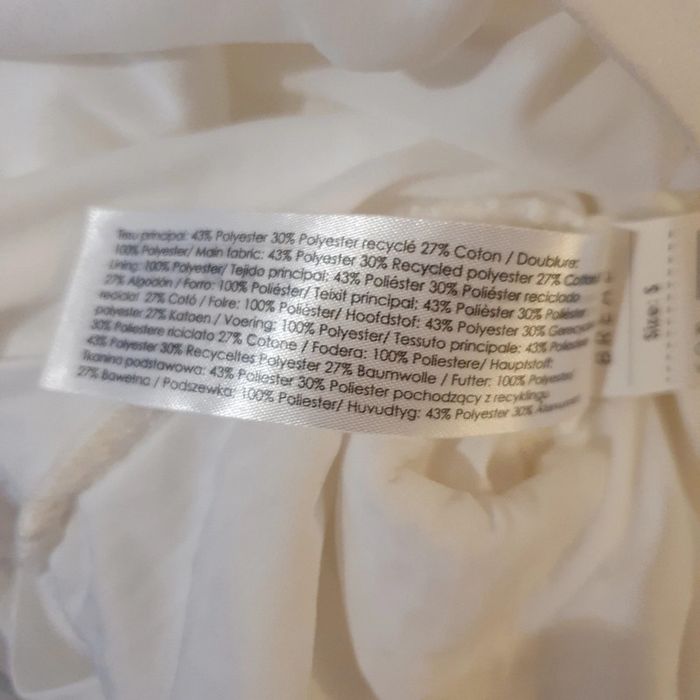 Tissu principal: 43% Polyester 30% Polyester recyclé 27% Coton / Doublure:
100% Polyester/ Main fabric: 43% Polyester 30% Recycled polyester 27% Cotton
Lining: 100% Polyester/ Tejido principal: 43% Poliéster 30% Poliéster reciclado
27% Algodón / Forro: 100% Poliéster/ Teixit principal: 43% Poliéster 30% Poliéster
reciclat 27% Cotó / Folre: 100% Polièster/ Hoofdstof: 43% Polyester 30%
polyester 27% Katoen / Voering: 100% Polyester/ Tessuto principale: 43%
30% Poliestere riciclato 27% Cotone / Fodera: 100% Poliestere/ Hauptstoff:
43% Polyester 30% Recyceltes Polyester 27% Baumwolle / Futter: 100% Polyester/
Tkanina podstawowa: 43% Poliester 30% Poliester pochodzący z recyklingu
27% Bawełna / Podszewka: 100% Poliester/ Huvudtyg: 43% Polyester 30%
Size: S